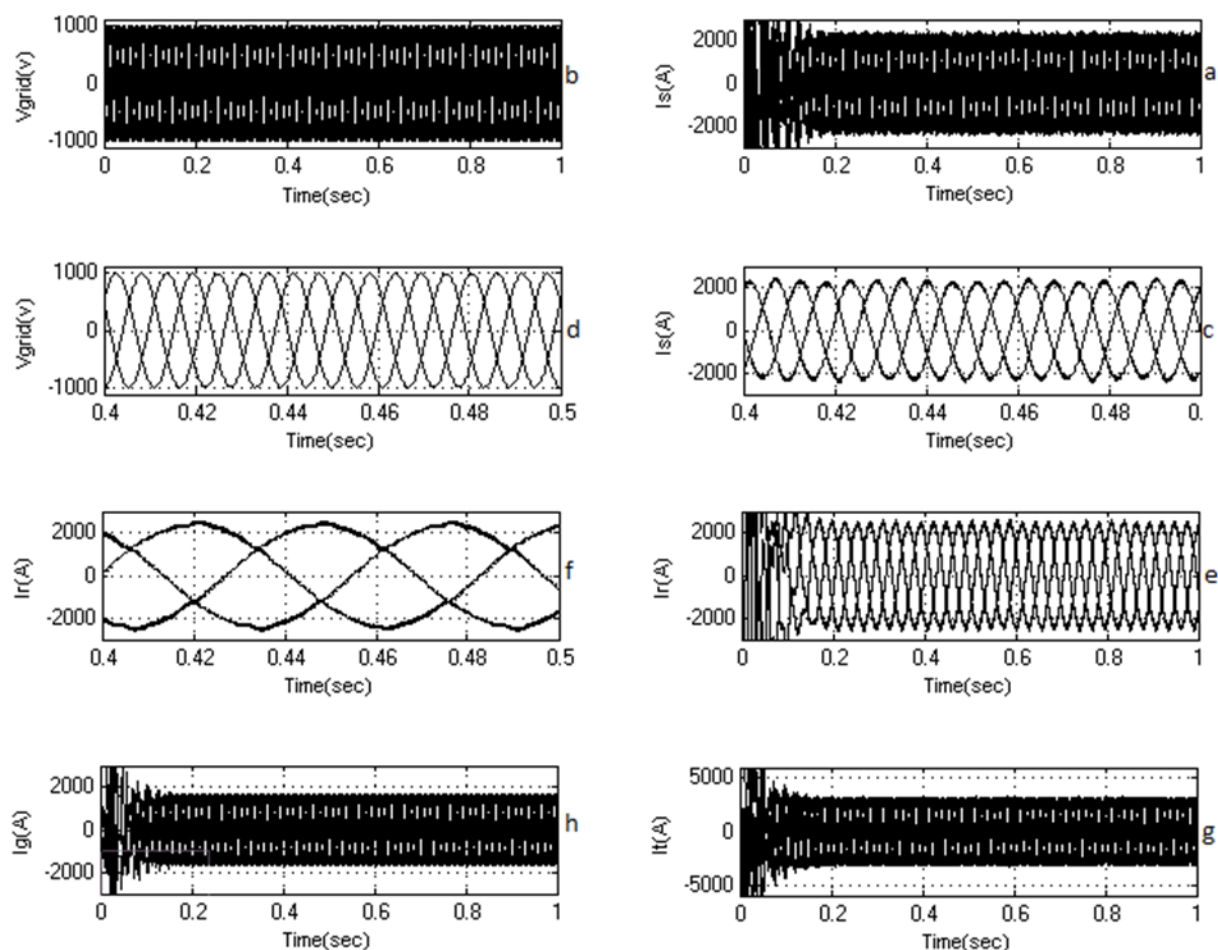 Vgrid(v)
1000
0
-1000
b
0 0.2 0.4 0.6 0.8 1
Time(sec)
Is(A)
2000
0
-2000
a
0 0.2 0.4 0.6 0.8 1
Time(sec)
Vgrid(v)
1000
0
-1000
d
0.4 0.42 0.44 0.46 0.48 0.5
Time(sec)
Is(A)
2000
0
-2000
c
0.4 0.42 0.44 0.46 0.48 0.
Time(sec)
Ir(A)
2000
0
-2000
f
0.4 0.42 0.44 0.46 0.48 0.5
Time(sec)
Ir(A)
2000
0
-2000
e
0 0.2 0.4 0.6 0.8 1
Time(sec)
Ig(A)
2000
0
-2000
h
0 0.2 0.4 0.6 0.8 1
Time(sec)
It(A)
5000
0
-5000
g
0 0.2 0.4 0.6 0.8 1
Time(sec)